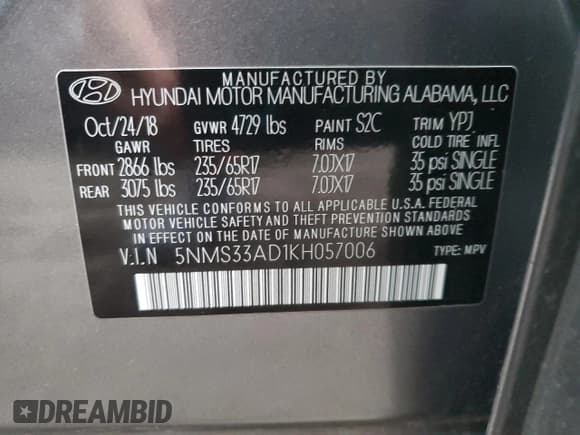 MANUFACTURED BY
HYUNDAI MOTOR MANUFACTURING ALABAMA, LLC
Oct/24/18 GVWR 4729 lbs PAINT S2C TRIM YPJ
GAWR TIRES RIMS COLD TIRE INFL
FRONT 2866 lbs 235/65R17 7.0JX17 35 psi SINGLE
REAR 3075 lbs 235/65R17 7.0JX17 35 psi SINGLE
THIS VEHICLE CONFORMS TO ALL APPLICABLE U.S.A. FEDERAL
MOTOR VEHICLE SAFETY AND THEFT PREVENTION STANDARDS
IN EFFECT ON THE DATE OF MANUFACTURE SHOWN ABOVE.
V.I.N 5NMS33AD1KH057006 TYPE: MPV
DREAMBID